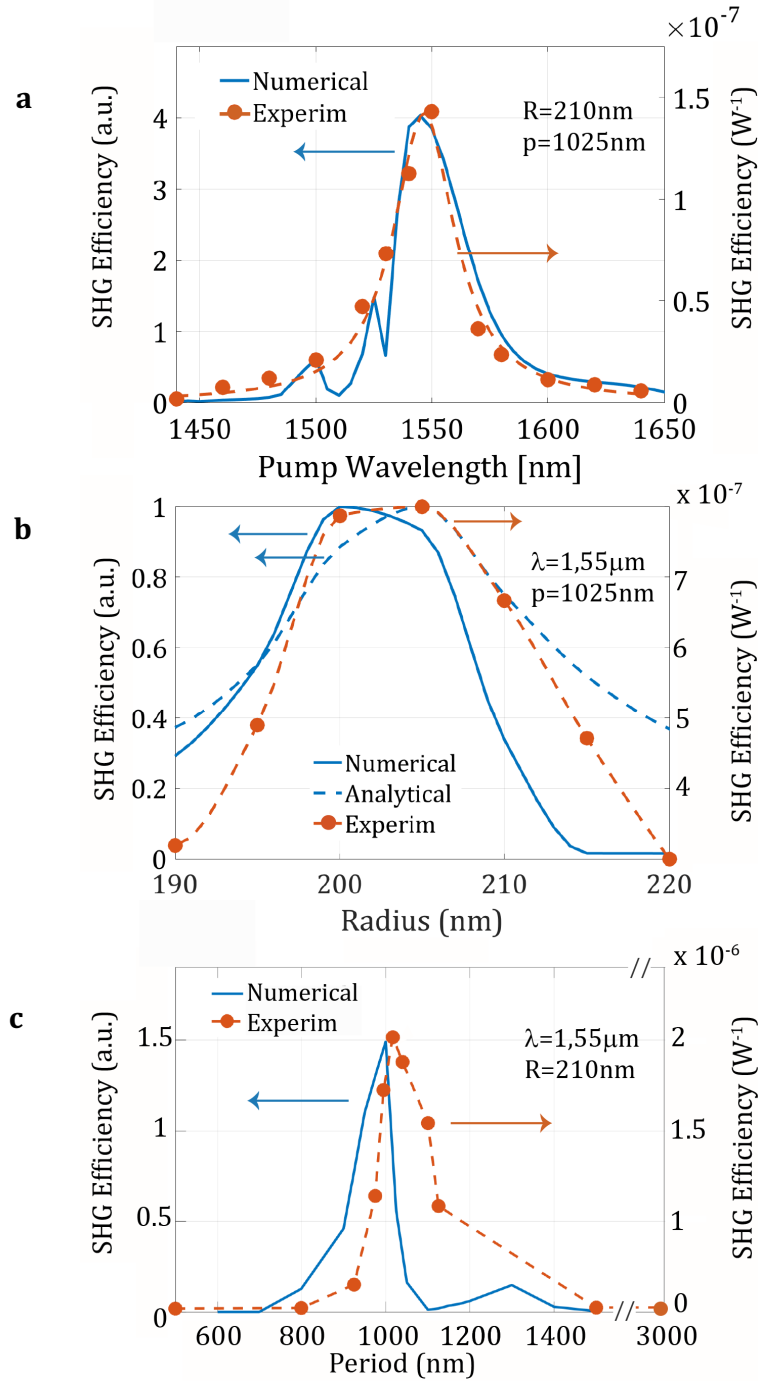 ×10-7
a
Numerical
Experim
R=210nm
p=1025nm
SHG Efficiency (a.u.)
SHG Efficiency (W-1)
4
3
2
1
0
1.5
1
0.5
0
1450 1500 1550 1600 1650
Pump Wavelength [nm]
x 10-7
b
λ=1,55μm
p=1025nm
Numerical
Analytical
Experim
SHG Efficiency (a.u.)
SHG Efficiency (W-1)
1
0.8
0.6
0.4
0.2
0
7
6
5
4
190 200 210 220
Radius (nm)
x 10-6
c
Numerical
Experim
λ=1,55μm
R=210nm
SHG Efficiency (a.u.)
SHG Efficiency (W-1)
1.5
1
0.5
0
2
1.5
1
0
600 800 1000 1200 1400 3000
Period (nm)